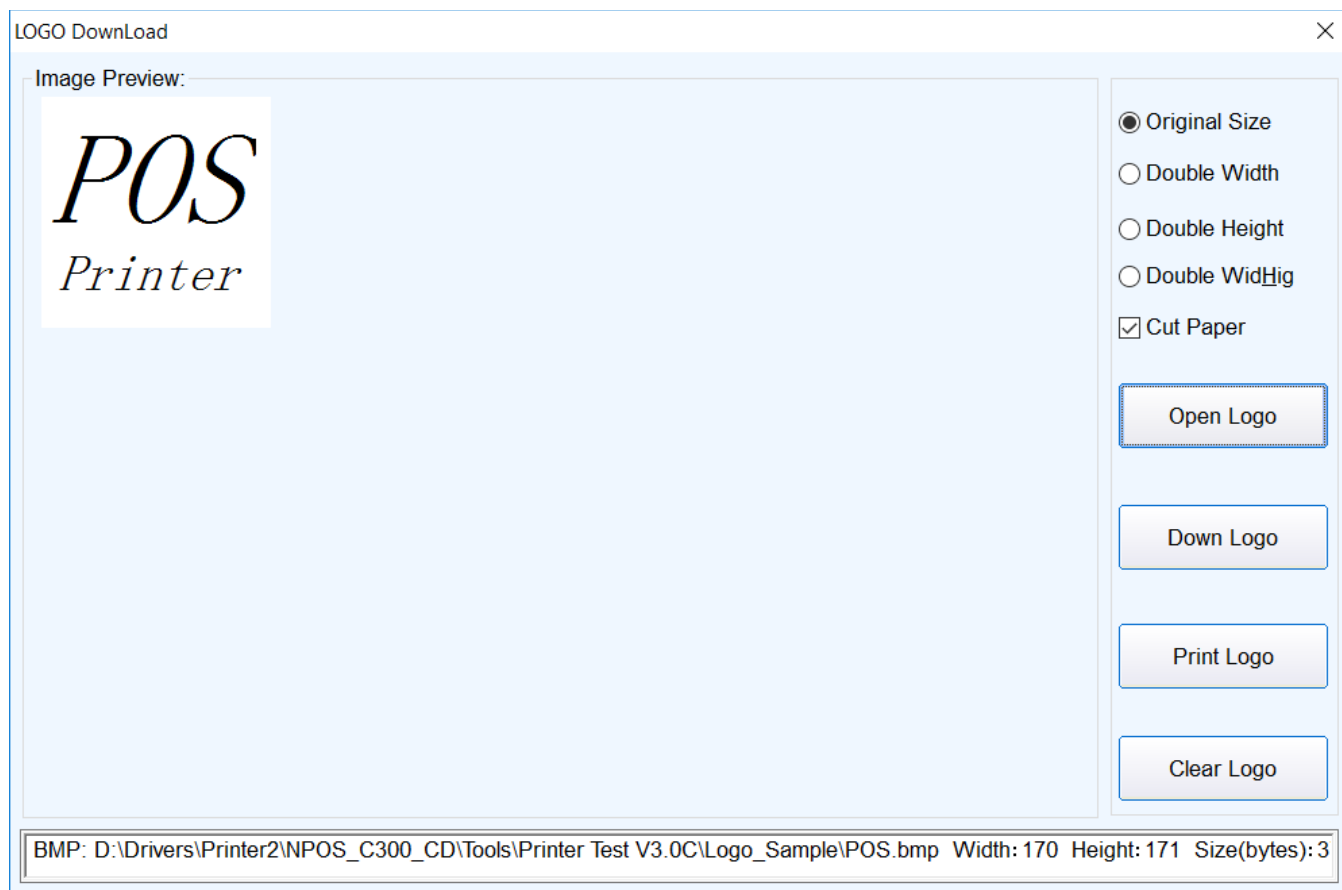 LOGO DownLoad
Image Preview:
POS
Printer
Original Size
Double Width
Double Height
Double WidHig
Cut Paper
Open Logo
Down Logo
Print Logo
Clear Logo
BMP: D:\Drivers\Printer2\NPOS_C300_CD\Tools\Printer Test V3.0C\Logo_Sample\POS.bmp Width:170 Height:171 Size(bytes):3